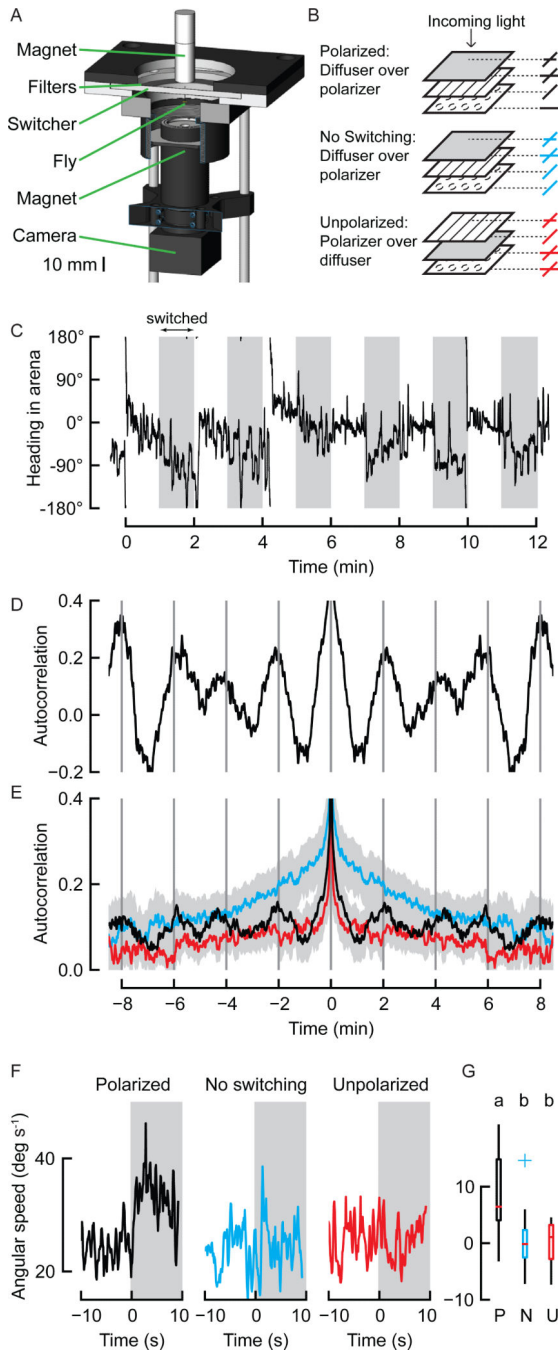 A
Magnet
Filters
Switcher
Fly
Magnet
Camera
10 mm
B
Incoming light
Polarized:
Diffuser over
polarizer
No Switching:
Diffuser over
polarizer
Unpolarized:
Polarizer over
diffuser
C
switched
180°
90°
0°
-90°
-180°
Heading in arena
0 2 4 6 8 10 12
Time (min)
D
0.4
0.2
0.0
−0.2
Autocorrelation
E
0.4
0.2
0.0
Autocorrelation
−8 −6 −4 −2 0 2 4 6 8
Time (min)
F
Polarized No switching Unpolarized
40
20
Angular speed (deg s⁻¹)
−10 0 10 −10 0 10 −10 0 10
Time (s) Time (s) Time (s)
G
a b b
10
0
−10
P N U